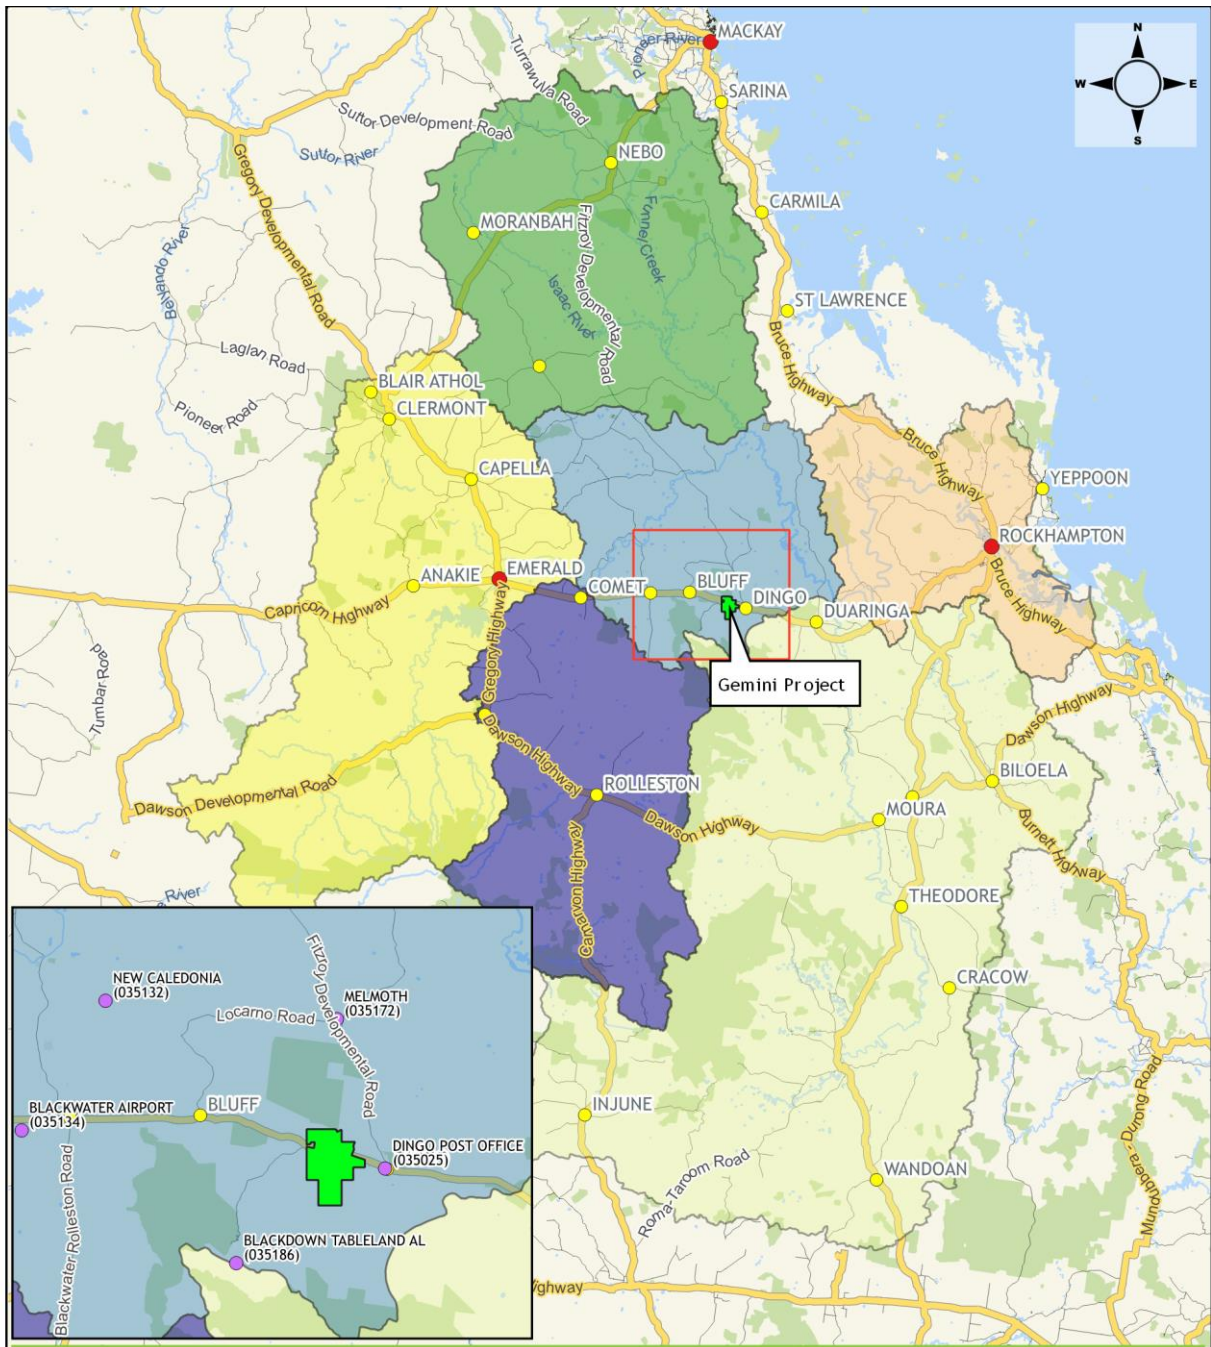 MACKAY
N
W
E
S
Pioneer River
Turrawulla Road
SARINA
Suttor Development Road
Suttor River
NEBO
Gregory Developmental Road
CARMILA
MORANBAH
Fitzroy Developmental Road
Funnel Creek
Belyando River
Isaac River
ST LAWRENCE
Bruce Highway
Laglan Road
BLAIR ATHOL
Pioneer Road
CLERMONT
Bruce Highway
CAPELLA
YEPPOON
ROCKHAMPTON
EMERALD
ANAKIE
COMET
BLUFF
DINGO
Capricorn Highway
DUARINGA
Bruce Highway
Gregory Highway
Gemini Project
Tumbar Road
Dawson Highway
Dawson Highway
BILOELA
ROLLESTON
Dawson Developmental Road
MOURA
Dawson Highway
Burnett Highway
Carnarvon Highway
River
THEODORE
NEW CALEDONIA
(035132)
Fitzroy Developmental Road
MELMOTH
(035172)
CRACOW
Locarno Road
BLACKWATER AIRPORT
(035134)
BLUFF
INJUNE
Mundubbera - Durong Road
DINGO POST OFFICE
(035025)
WANDOAN
Roma-Taroom Road
Blackwater Rolleston Road
BLACKDOWN TABLELAND AL
(035186)
Highway